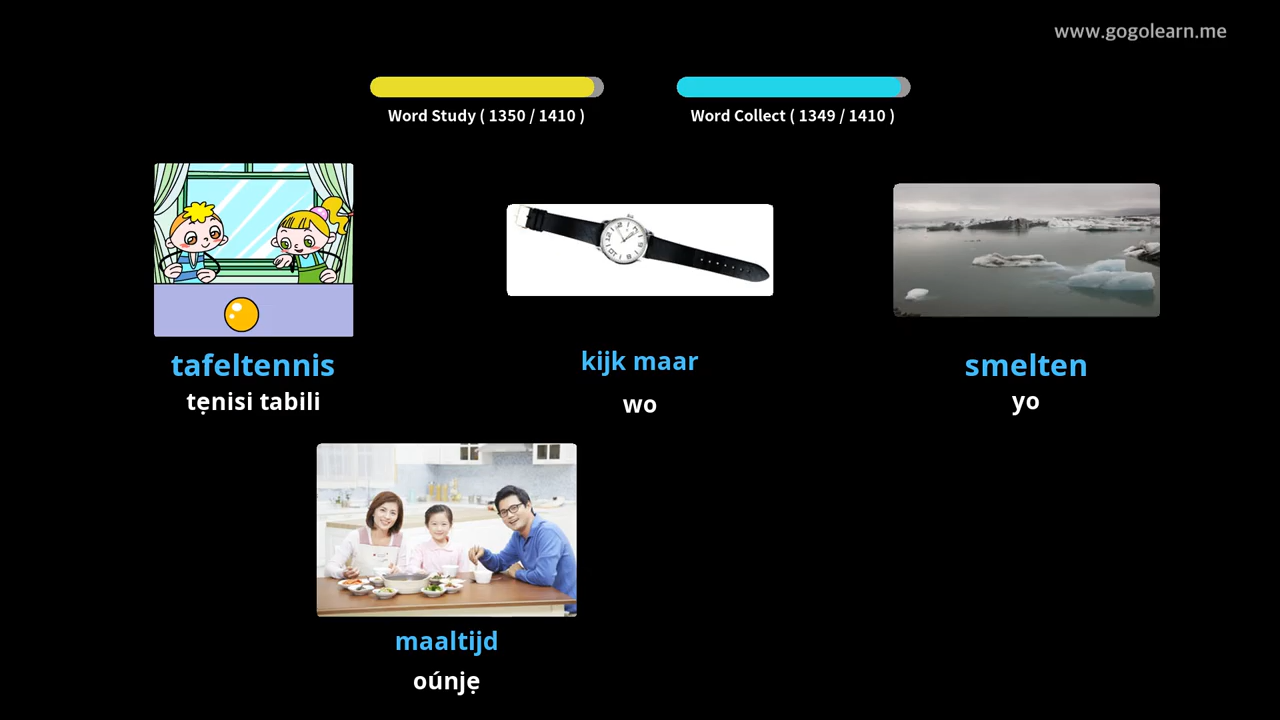 www.gogolearn.me
Word Study ( 1350 / 1410 )
Word Collect ( 1349 / 1410 )
tafeltennis
tẹnisi tabili
kijk maar
wo
smelten
yo
maaltijd
oúnjẹ